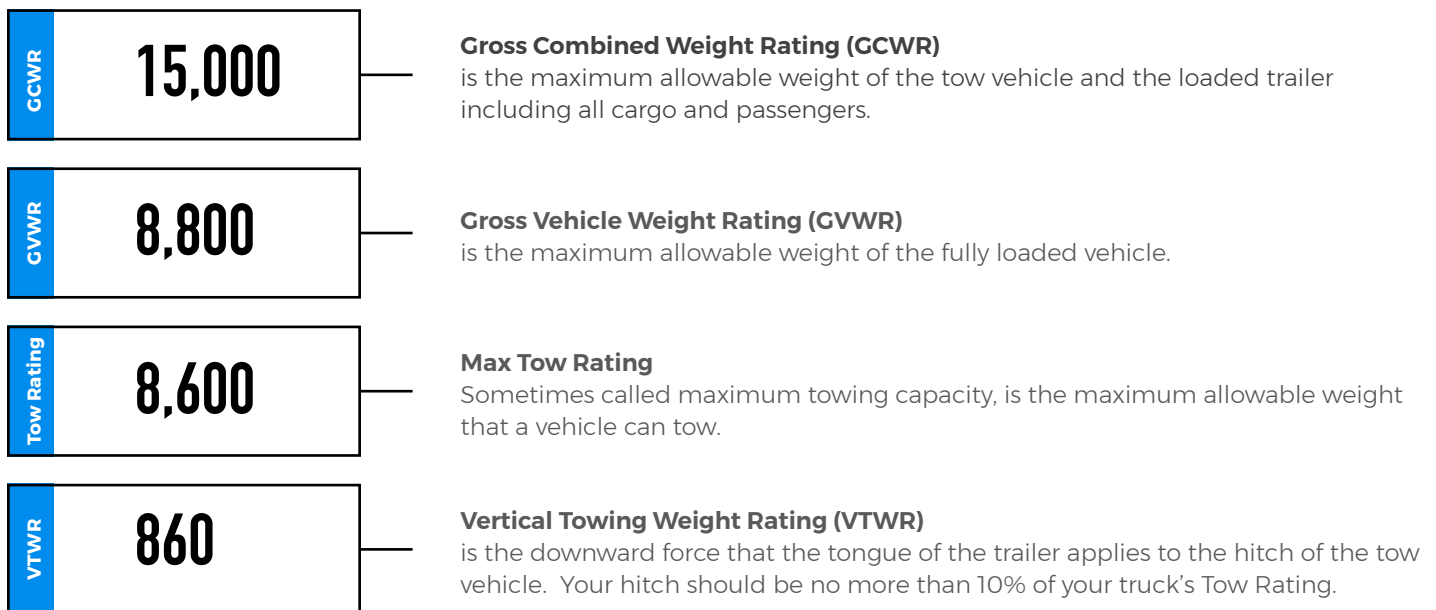 GCWR
15,000
Gross Combined Weight Rating (GCWR)
is the maximum allowable weight of the tow vehicle and the loaded trailer
including all cargo and passengers.
GVWR
8,800
Gross Vehicle Weight Rating (GVWR)
is the maximum allowable weight of the fully loaded vehicle.
Tow Rating
8,600
Max Tow Rating
Sometimes called maximum towing capacity, is the maximum allowable weight
that a vehicle can tow.
VTWR
860
Vertical Towing Weight Rating (VTWR)
is the downward force that the tongue of the trailer applies to the hitch of the tow
vehicle.  Your hitch should be no more than 10% of your truck's Tow Rating.